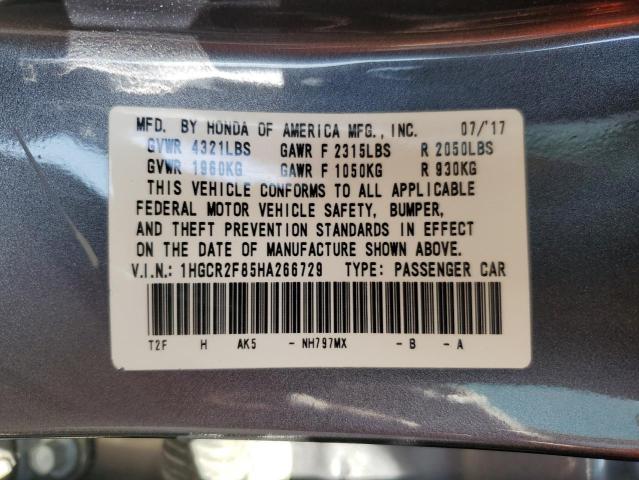 MFD. BY HONDA OF AMERICA MFG., INC. 07/'17
GVWR 4321LBS GAWR F 2315LBS R 2050LBS
GVWR 1960KG GAWR F 1050KG R 930KG
THIS VEHICLE CONFORMS TO ALL APPLICABLE
FEDERAL MOTOR VEHICLE SAFETY, BUMPER,
AND THEFT PREVENTION STANDARDS IN EFFECT
ON THE DATE OF MANUFACTURE SHOWN ABOVE.
V.I.N.: 1HGCR2F85HA266729 TYPE: PASSENGER CAR
T2F H AK5 - NH797MX - B - A